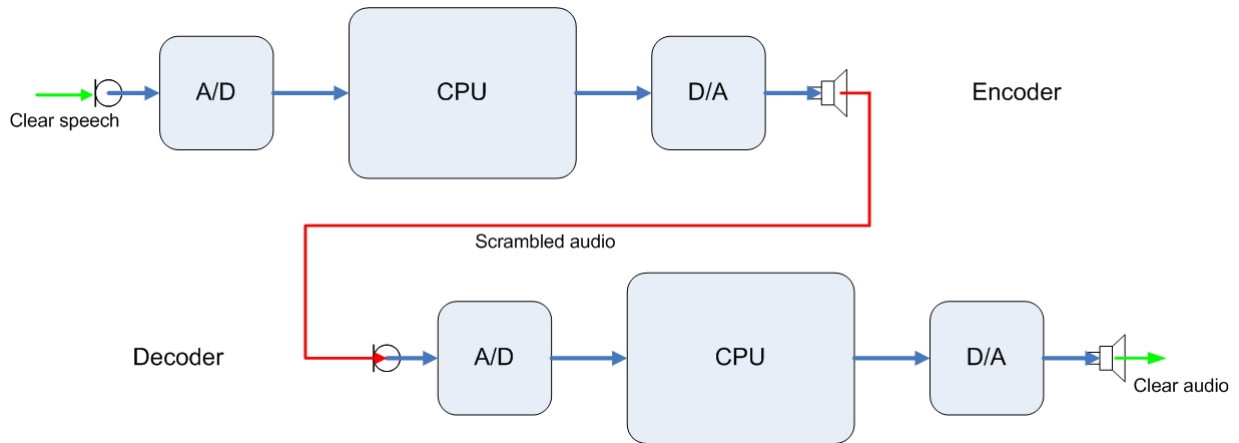 A/D
CPU
D/A
Encoder
Clear speech
Scrambled audio
Decoder
A/D
CPU
D/A
Clear audio